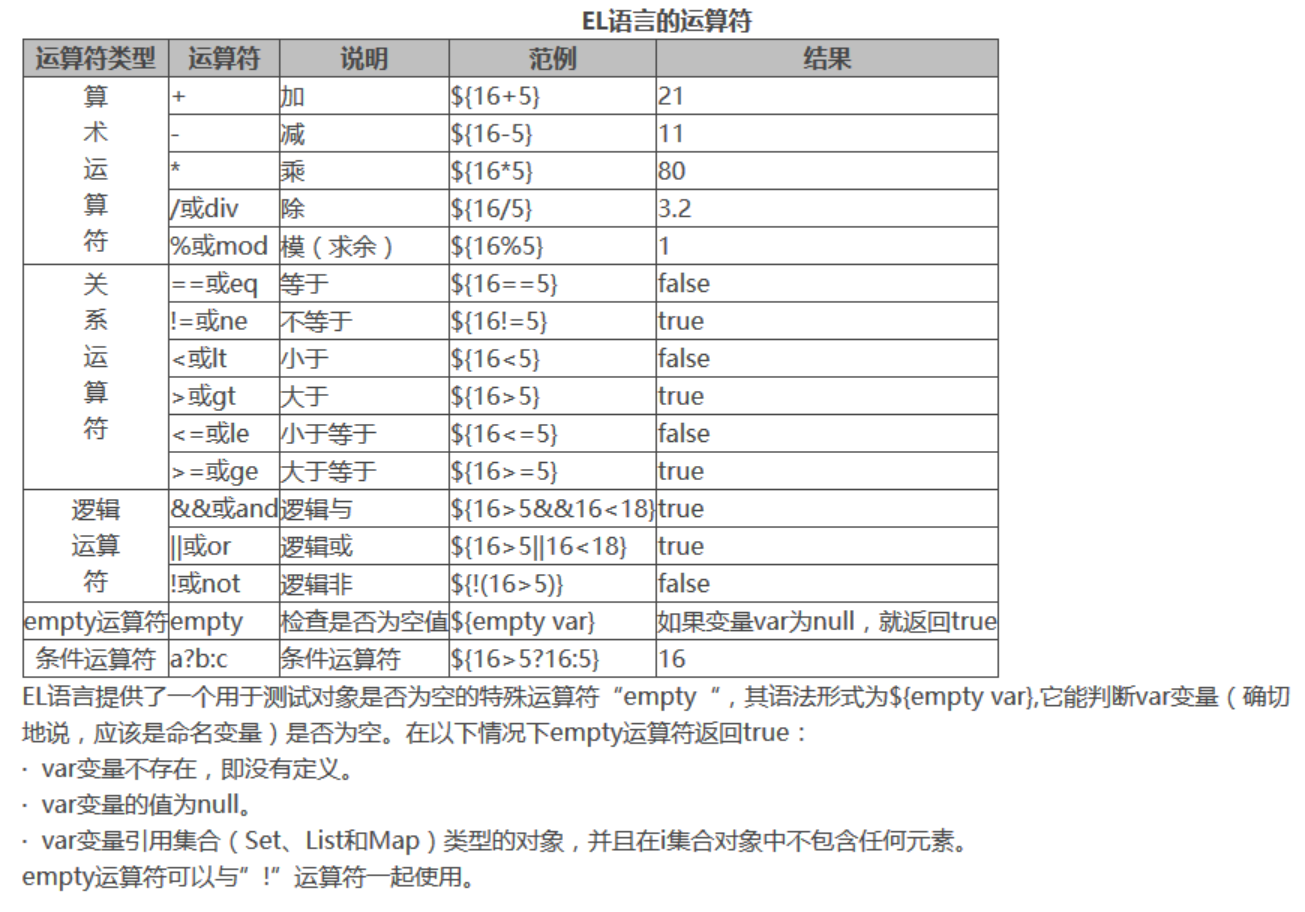 EL语言的运算符
运算符类型 运算符 说明 范例 结果
算 + 加 ${16+5} 21
术 - 减 ${16-5} 11
运 * 乘 ${16*5} 80
算 /或div 除 ${16/5} 3.2
符 %或mod 模（求余） ${16%5} 1
关 ==或eq 等于 ${16==5} false
系 !=或ne 不等于 ${16!=5} true
运 <或lt 小于 ${16<5} false
算 >或gt 大于 ${16>5} true
符 <=或le 小于等于 ${16<=5} false
>=或ge 大于等于 ${16>=5} true
逻辑 &&或and 逻辑与 ${16>5&&16<18} true
运算 ||或or 逻辑或 ${16>5||16<18} true
符 !或not 逻辑非 ${!(16>5)} false
empty运算符 empty 检查是否为空值 ${empty var} 如果变量var为null，就返回true
条件运算符 a?b:c 条件运算符 ${16>5?16:5} 16
EL语言提供了一个用于测试对象是否为空的特殊运算符“empty“，其语法形式为${empty var},它能判断var变量（确切
地说，应该是命名变量）是否为空。在以下情况下empty运算符返回true：
· var变量不存在，即没有定义。
· var变量的值为null。
· var变量引用集合（Set、List和Map）类型的对象，并且在i集合对象中不包含任何元素。
empty运算符可以与”!”运算符一起使用。